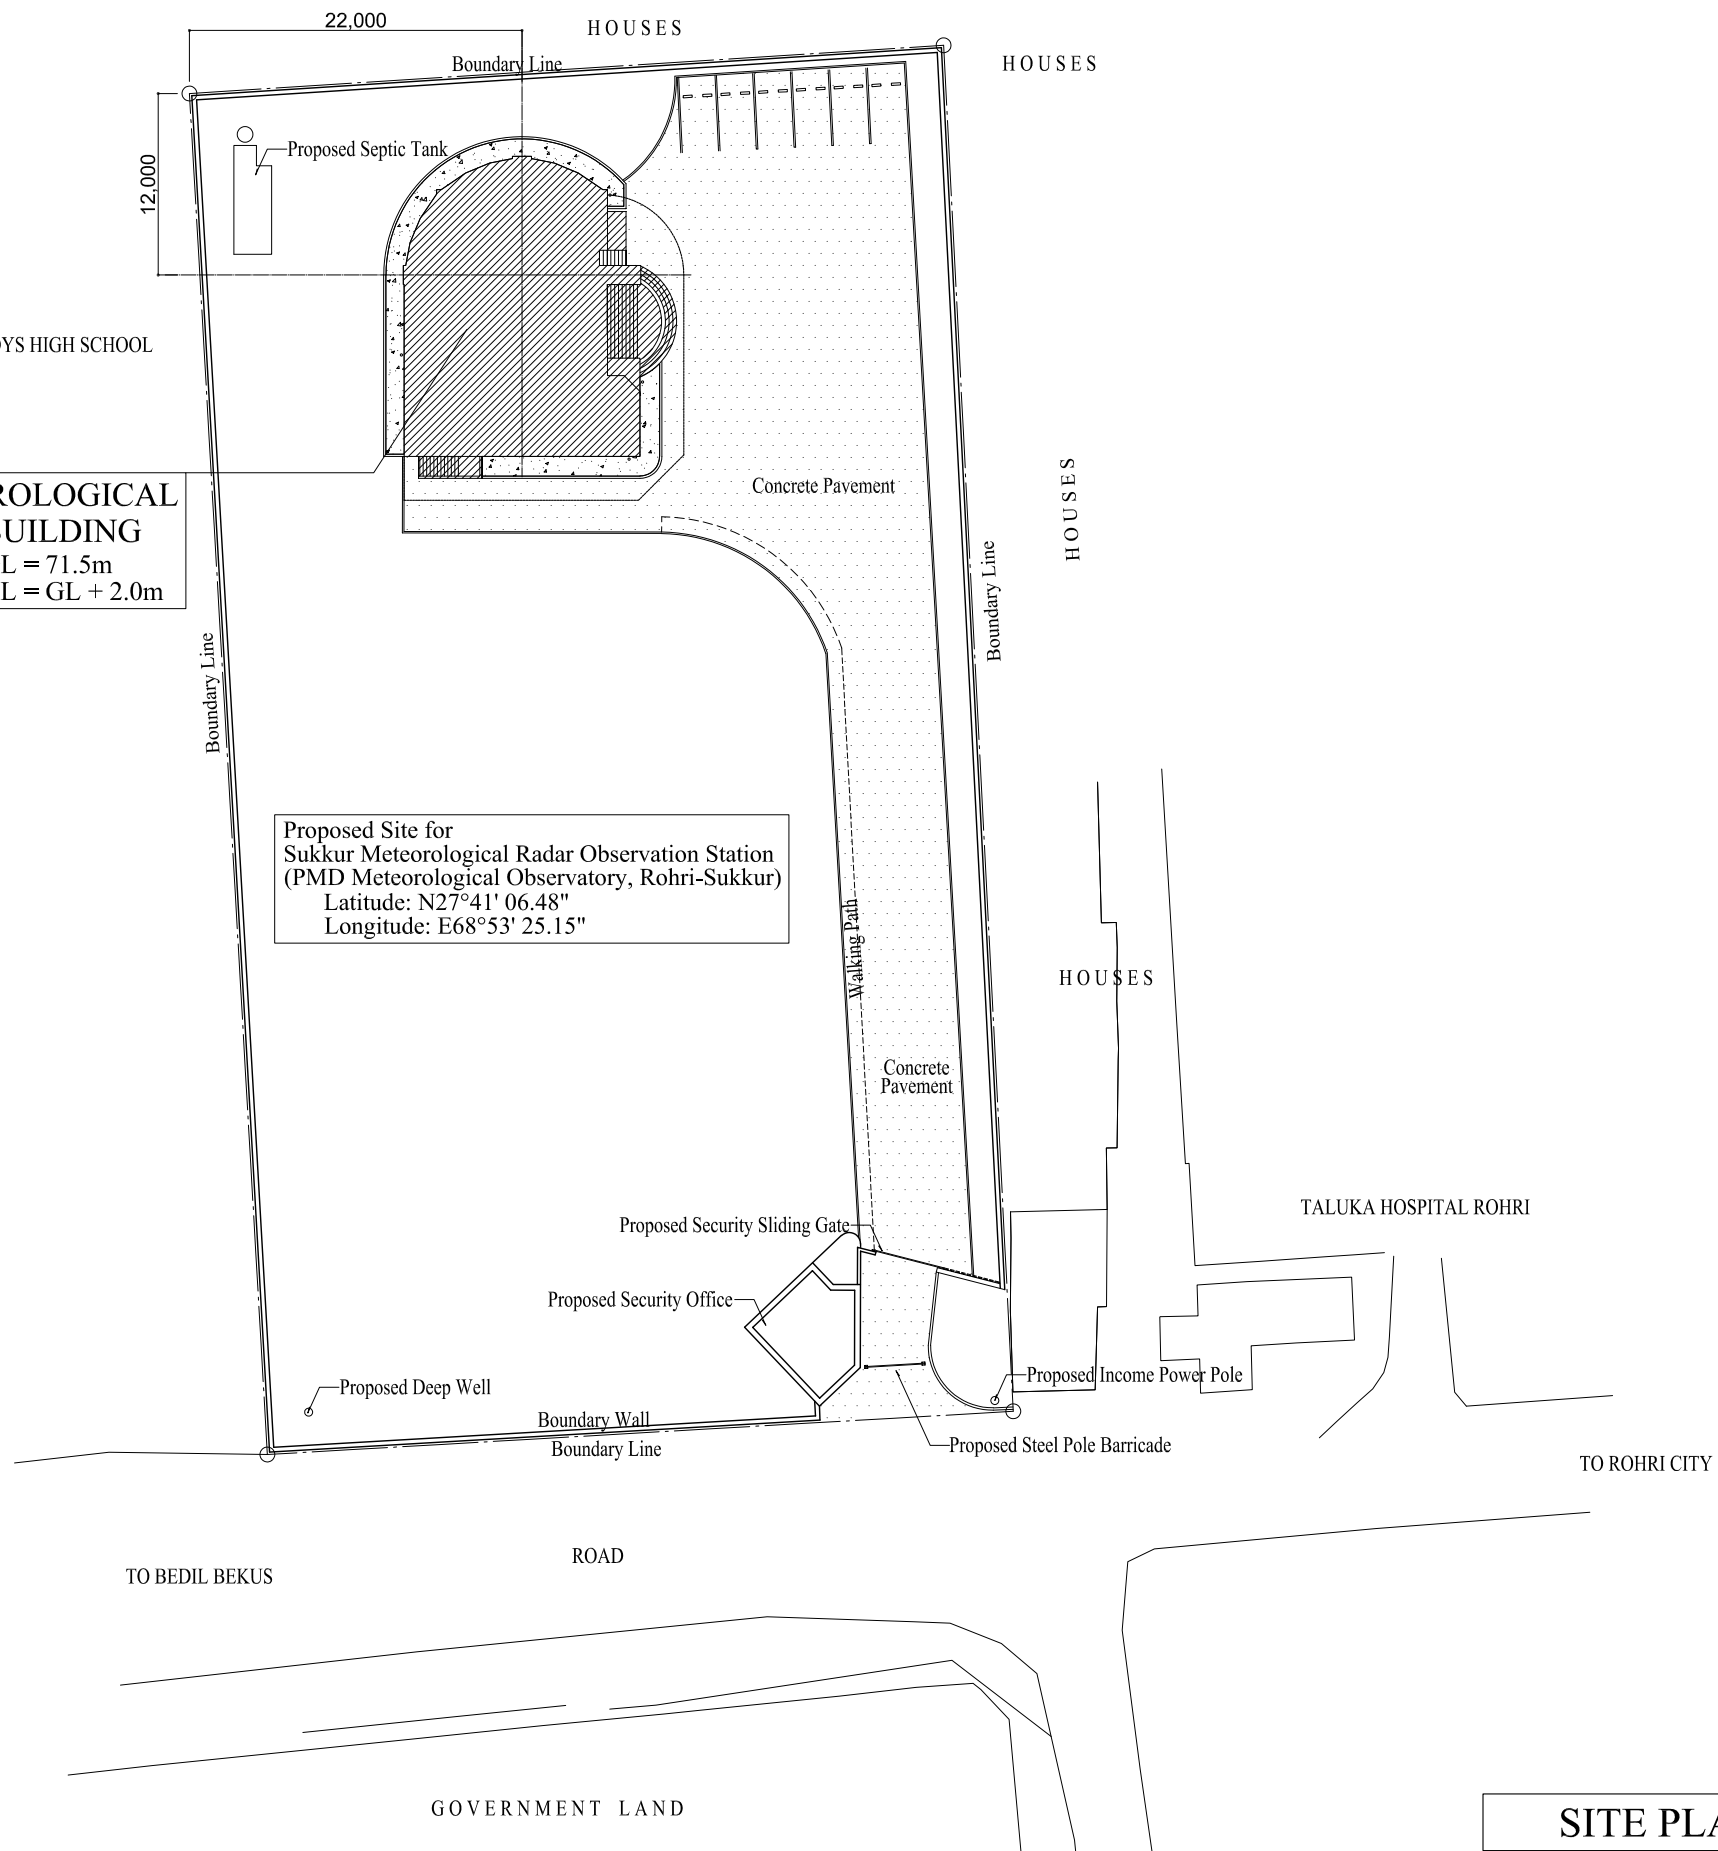 22,000
HOUSES
Boundary Line
HOUSES
Proposed Septic Tank
12,000
HIGH SCHOOL
Concrete Pavement
HOUSES
= 71.5m
= GL + 2.0m
Boundary Line
Boundary Line
Proposed Site for
Sukkur Meteorological Radar Observation Station
(PMD Meteorological Observatory, Rohri-Sukkur)
Latitude: N27°41' 06.48"
Longitude: E68°53' 25.15"
Walking Path
HOUSES
Concrete
Pavement
TALUKA HOSPITAL ROHRI
Proposed Security Sliding Gate
Proposed Security Office
Proposed Income Power Pole
Proposed Deep Well
Boundary Wall
Boundary Line
Proposed Steel Pole Barricade
TO ROHRI CITY
ROAD
TO BEDIL BEKUS
GOVERNMENT LAND
SITE